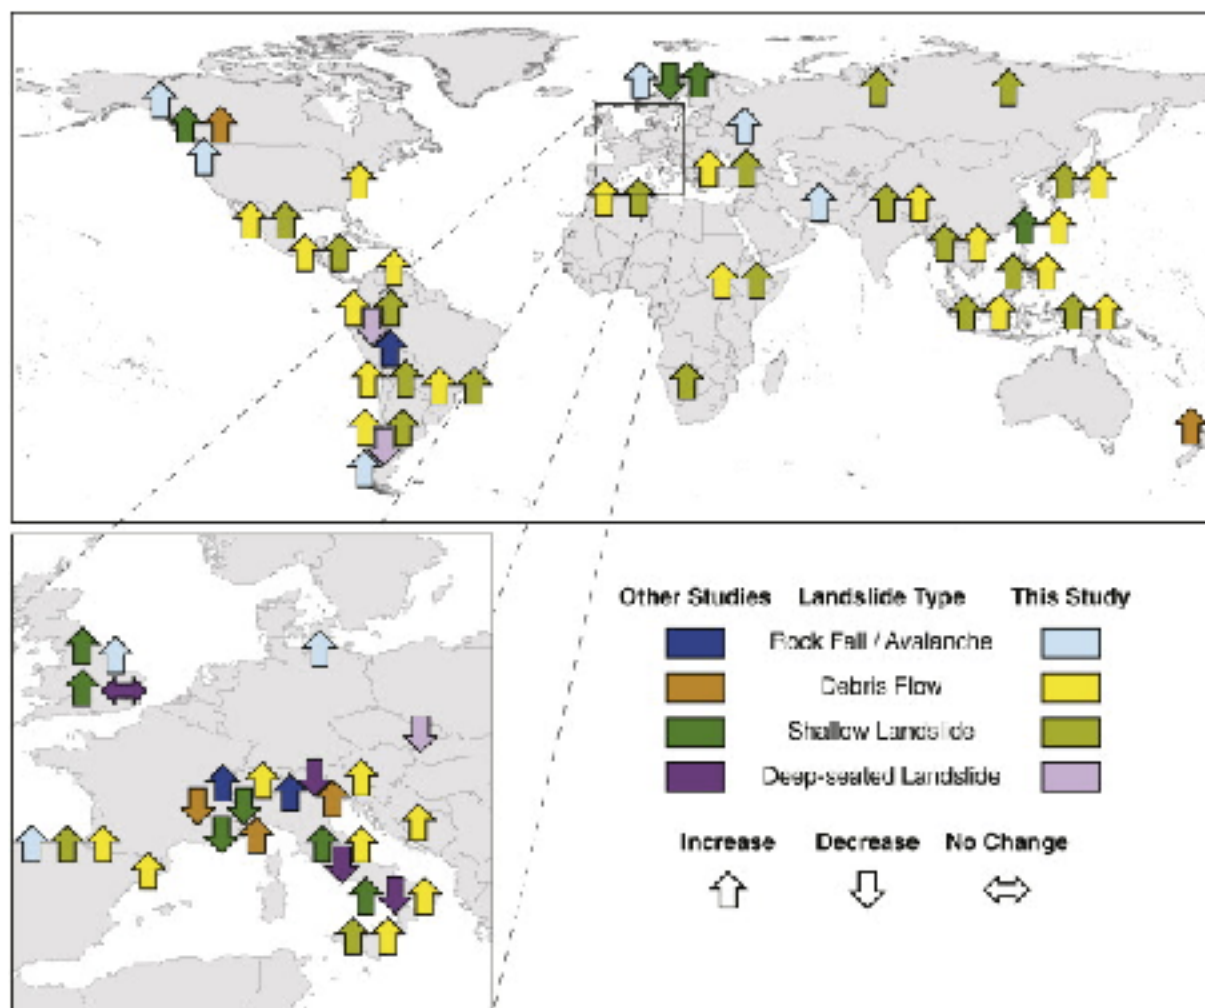 Other Studies Landslide Type This Study
Rock Fall / Avalanche
Debris Flow
Shallow Landslide
Deep-seated Landslide
Increase Decrease No Change